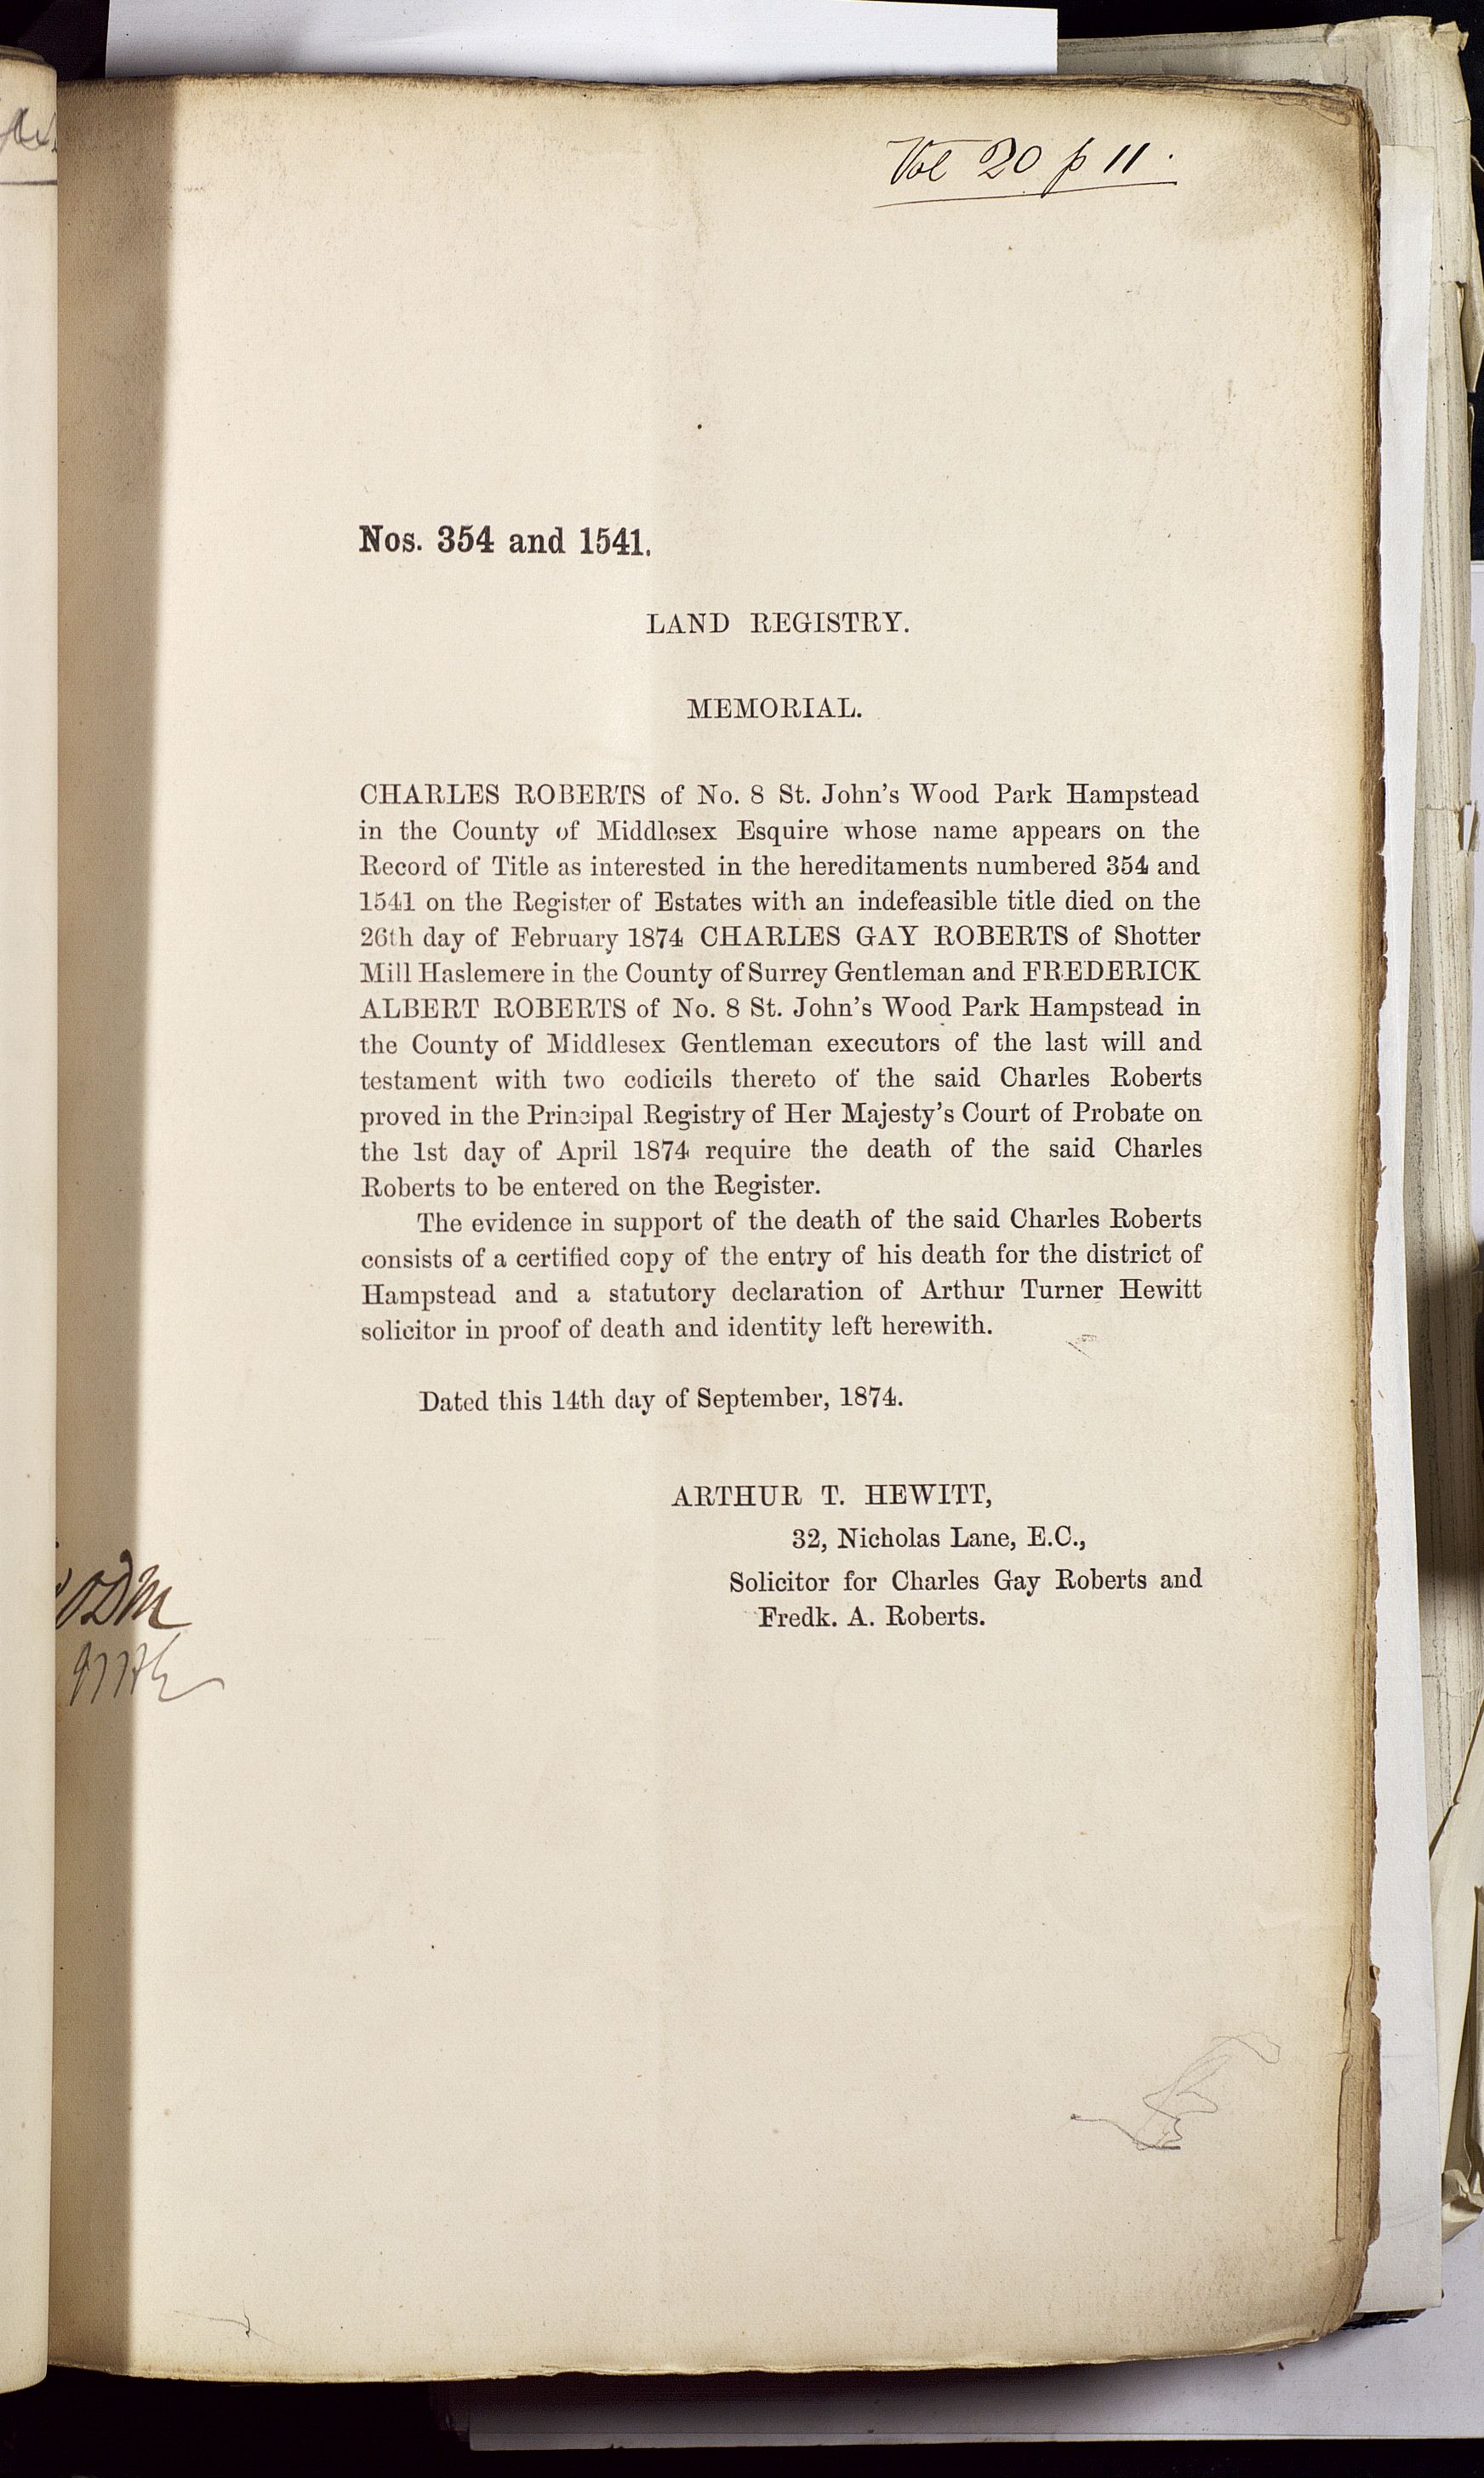 Vol 20 p 11.
Nos. 354 and 1541.
LAND REGISTRY.
MEMORIAL.
CHARLES ROBERTS of No. 8 St. John's Wood Park Hampstead
in the County of Middlesex Esquire whose name appears on the
Record of Title as interested in the hereditaments numbered 354 and
1541 on the Register of Estates with an indefeasible title died on the
26th day of February 1874 CHARLES GAY ROBERTS of Shotter
Mill Haslemere in the County of Surrey Gentleman and FREDERICK
ALBERT ROBERTS of No. 8 St. John's Wood Park Hampstead in
the County of Middlesex Gentleman executors of the last will and
testament with two codicils thereto of the said Charles Roberts
proved in the Principal Registry of Her Majesty's Court of Probate on
the 1st day of April 1874 require the death of the said Charles
Roberts to be entered on the Register.
The evidence in support of the death of the said Charles Roberts
consists of a certified copy of the entry of his death for the district of
Hampstead and a statutory declaration of Arthur Turner Hewitt
solicitor in proof of death and identity left herewith.
Dated this 14th day of September, 1874.
ARTHUR T. HEWITT,
32, Nicholas Lane, E.C.,
Solicitor for Charles Gay Roberts and
Fredk. A. Roberts.